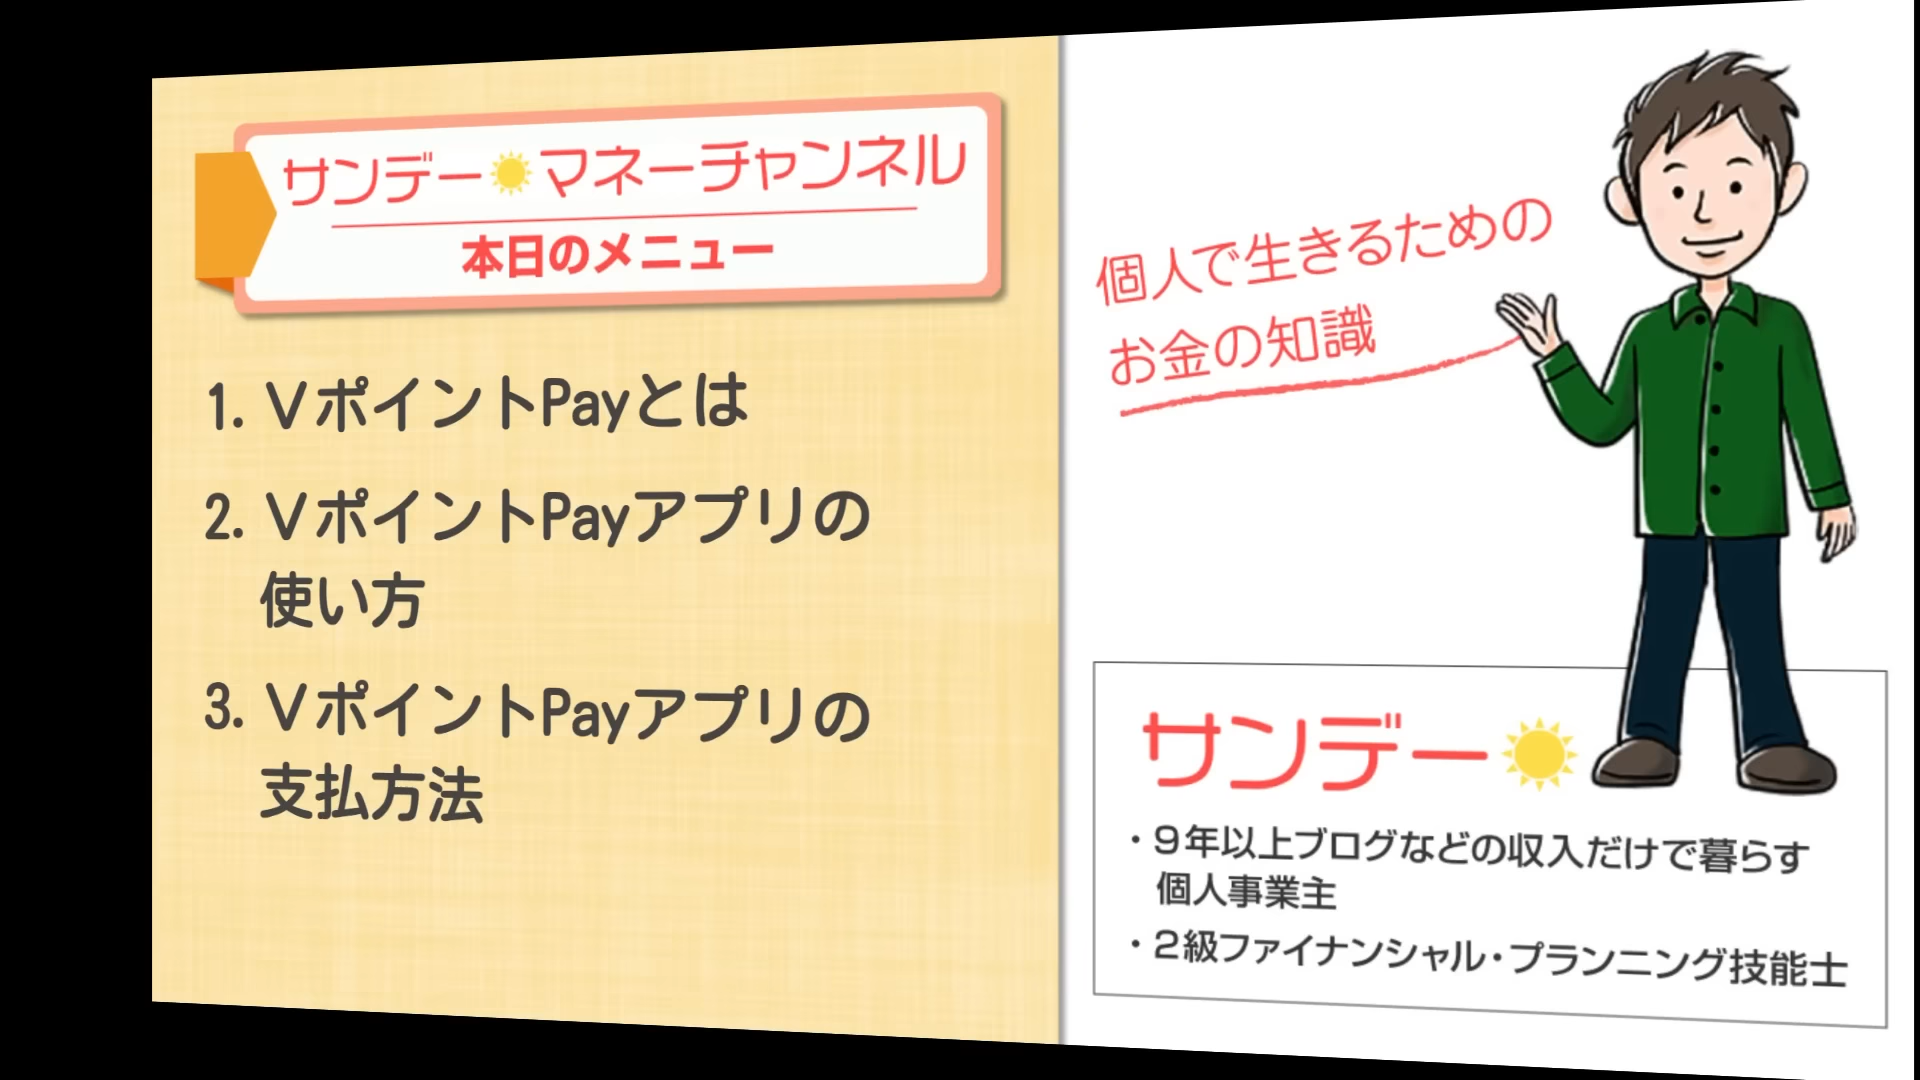 サンデー マネーチャンネル
本日のメニュー
1. VポイントPayとは
2. VポイントPayアプリの
使い方
3. VポイントPayアプリの
支払方法
個人で生きるための
お金の知識
サンデー
・9年以上ブログなどの収入だけで暮らす
個人事業主
・2級ファイナンシャル・プランニング技能士